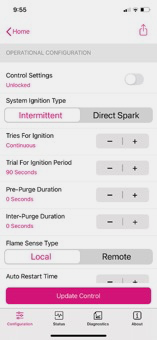 9:55
Home
OPERATIONAL CONFIGURATION
Control Settings
Unlocked
System Ignition Type
Intermittent Direct Spark
Tries For Ignition
Continuous
− +
Trial For Ignition Period
90 Seconds
− +
Pre-Purge Duration
0 Seconds
− +
Inter-Purge Duration
0 Seconds
− +
Flame Sense Type
Local Remote
Auto Restart Time
Update Control
Configuration Status Diagnostics About